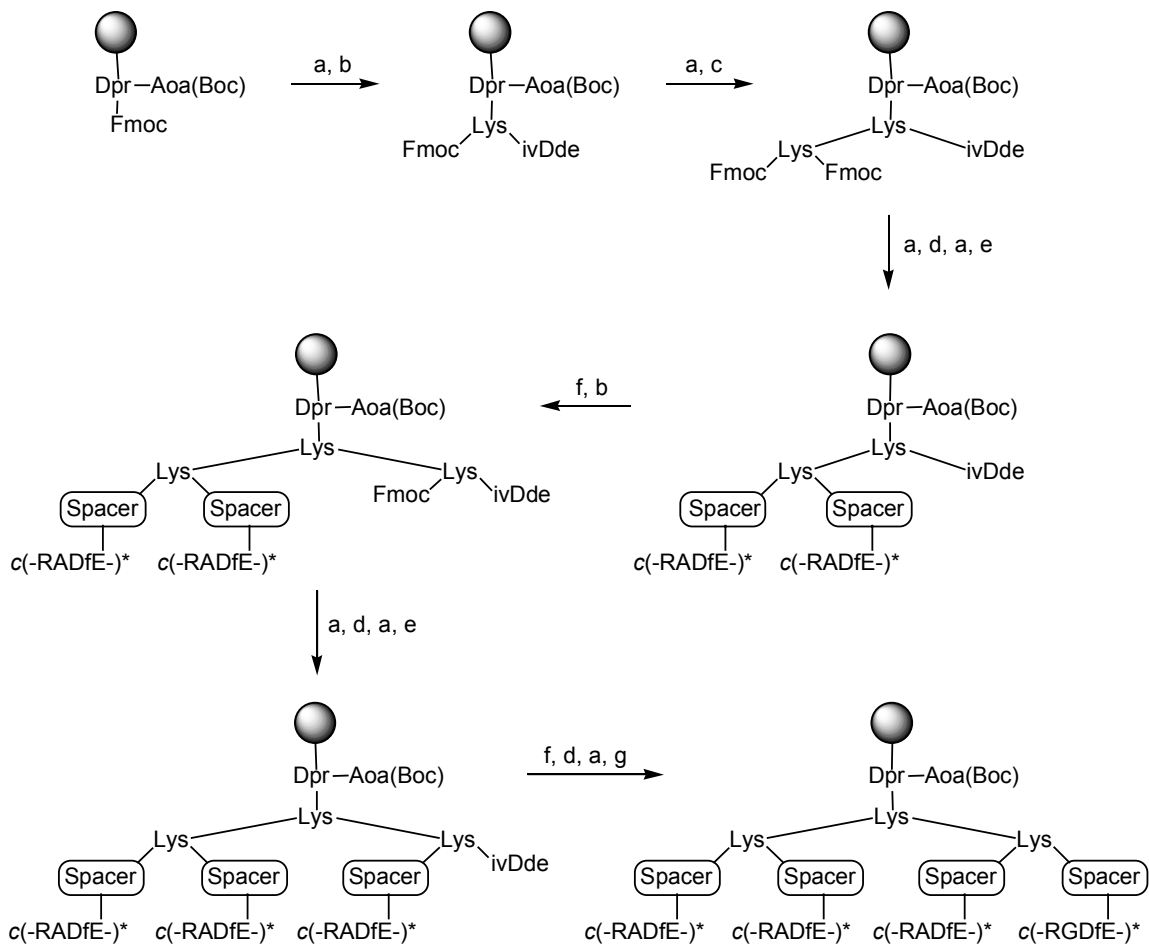 a, b
a, c
Dpr–Aoa(Boc)
Dpr–Aoa(Boc)
Dpr–Aoa(Boc)
Fmoc
Lys
Lys
Fmoc
ivDde
Lys
ivDde
Fmoc
Fmoc
a, d, a, e
f, b
Dpr–Aoa(Boc)
Dpr–Aoa(Boc)
Lys
Lys
Lys
Lys
Lys
ivDde
Fmoc
ivDde
Spacer
Spacer
Spacer
Spacer
c(-RADfE-)*
c(-RADfE-)*
c(-RADfE-)*
c(-RADfE-)*
a, d, a, e
f, d, a, g
Dpr–Aoa(Boc)
Dpr–Aoa(Boc)
Lys
Lys
Lys
Lys
Lys
Lys
ivDde
Spacer
Spacer
Spacer
Spacer
Spacer
Spacer
Spacer
c(-RADfE-)*
c(-RADfE-)*
c(-RADfE-)*
c(-RADfE-)*
c(-RADfE-)*
c(-RADfE-)*
c(-RGDfE-)*